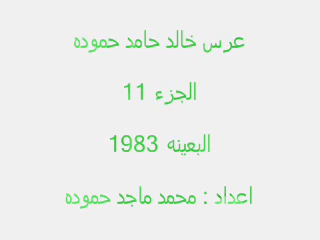 عرس خالد حامد حموده
الجزء 11
البعينه 1983
اعداد : محمد ماجد حموده